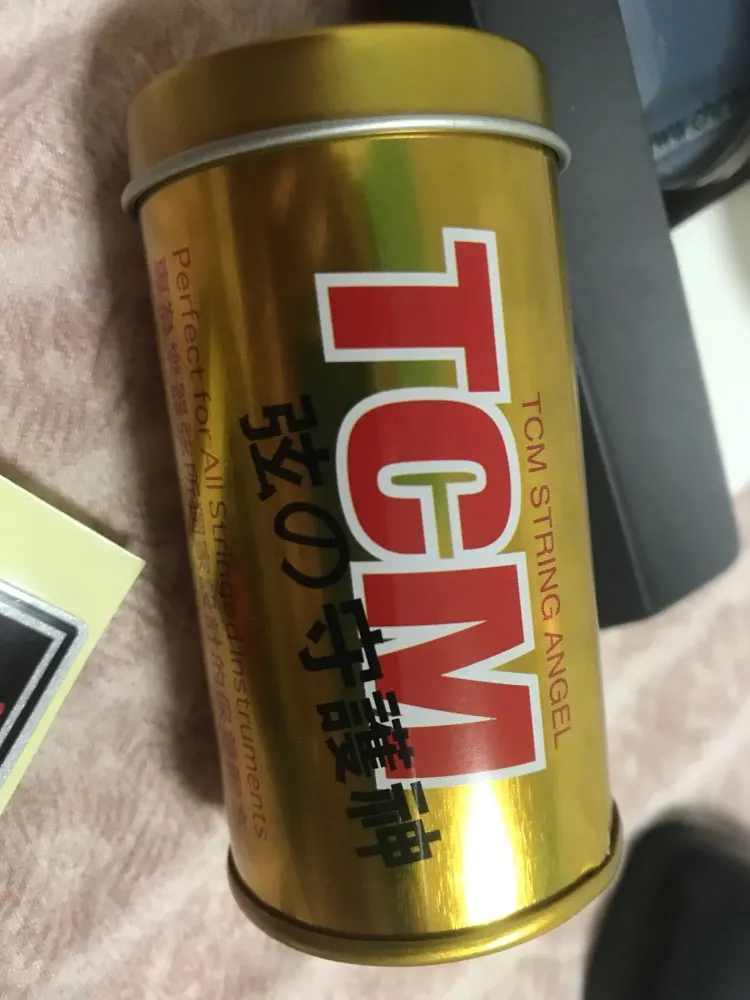 TCM STRING ANGEL
TCM
弦の守護神
Perfect for All Stringed Instruments